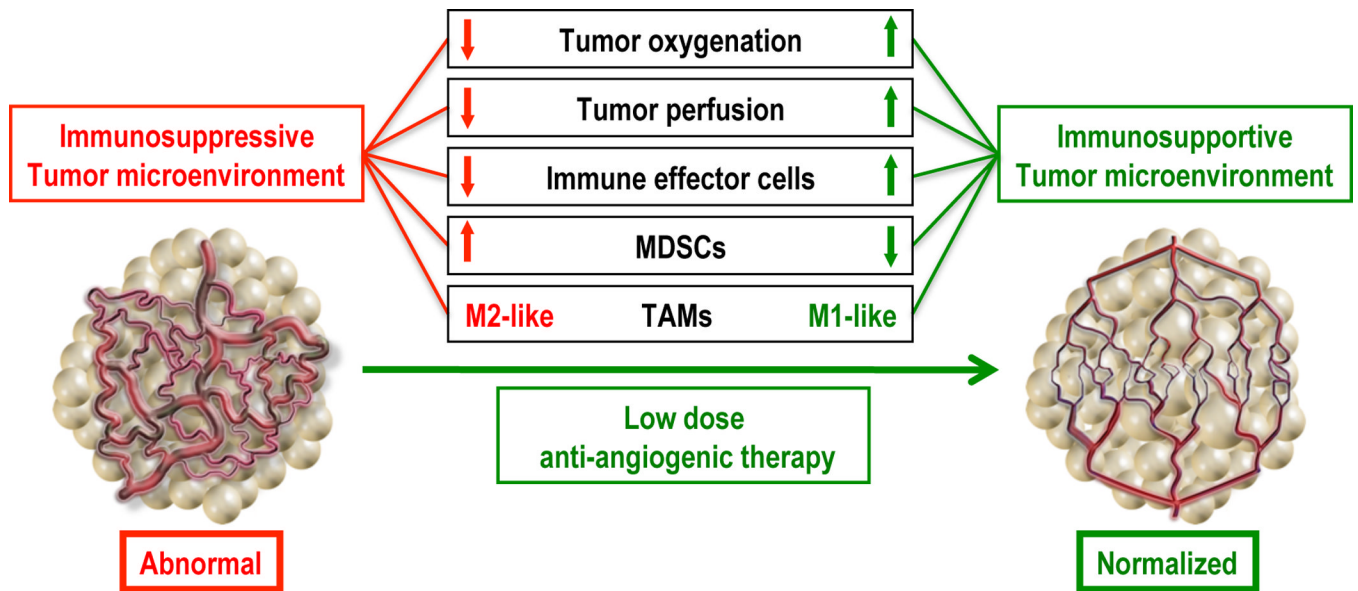 Tumor oxygenation
Tumor perfusion
Immune effector cells
MDSCs
M2-like TAMs M1-like
Immunosuppressive
Tumor microenvironment
Immunosupportive
Tumor microenvironment
Low dose
anti-angiogenic therapy
Abnormal
Normalized